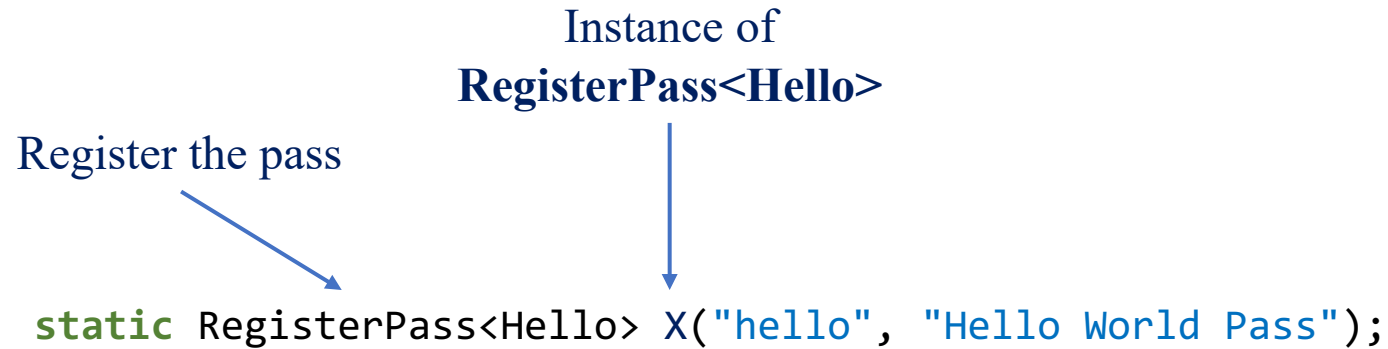 Instance of
RegisterPass<Hello>
Register the pass
static RegisterPass<Hello> X("hello", "Hello World Pass");